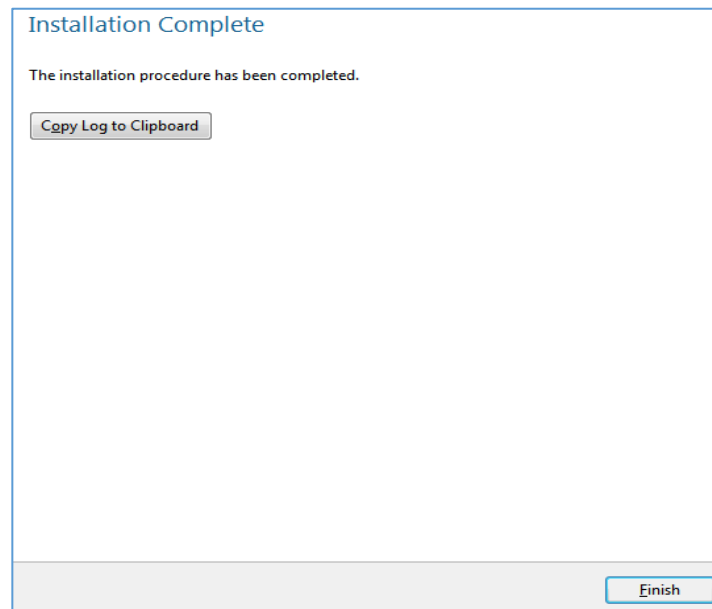 Installation Complete
The installation procedure has been completed.
Copy Log to Clipboard
Finish